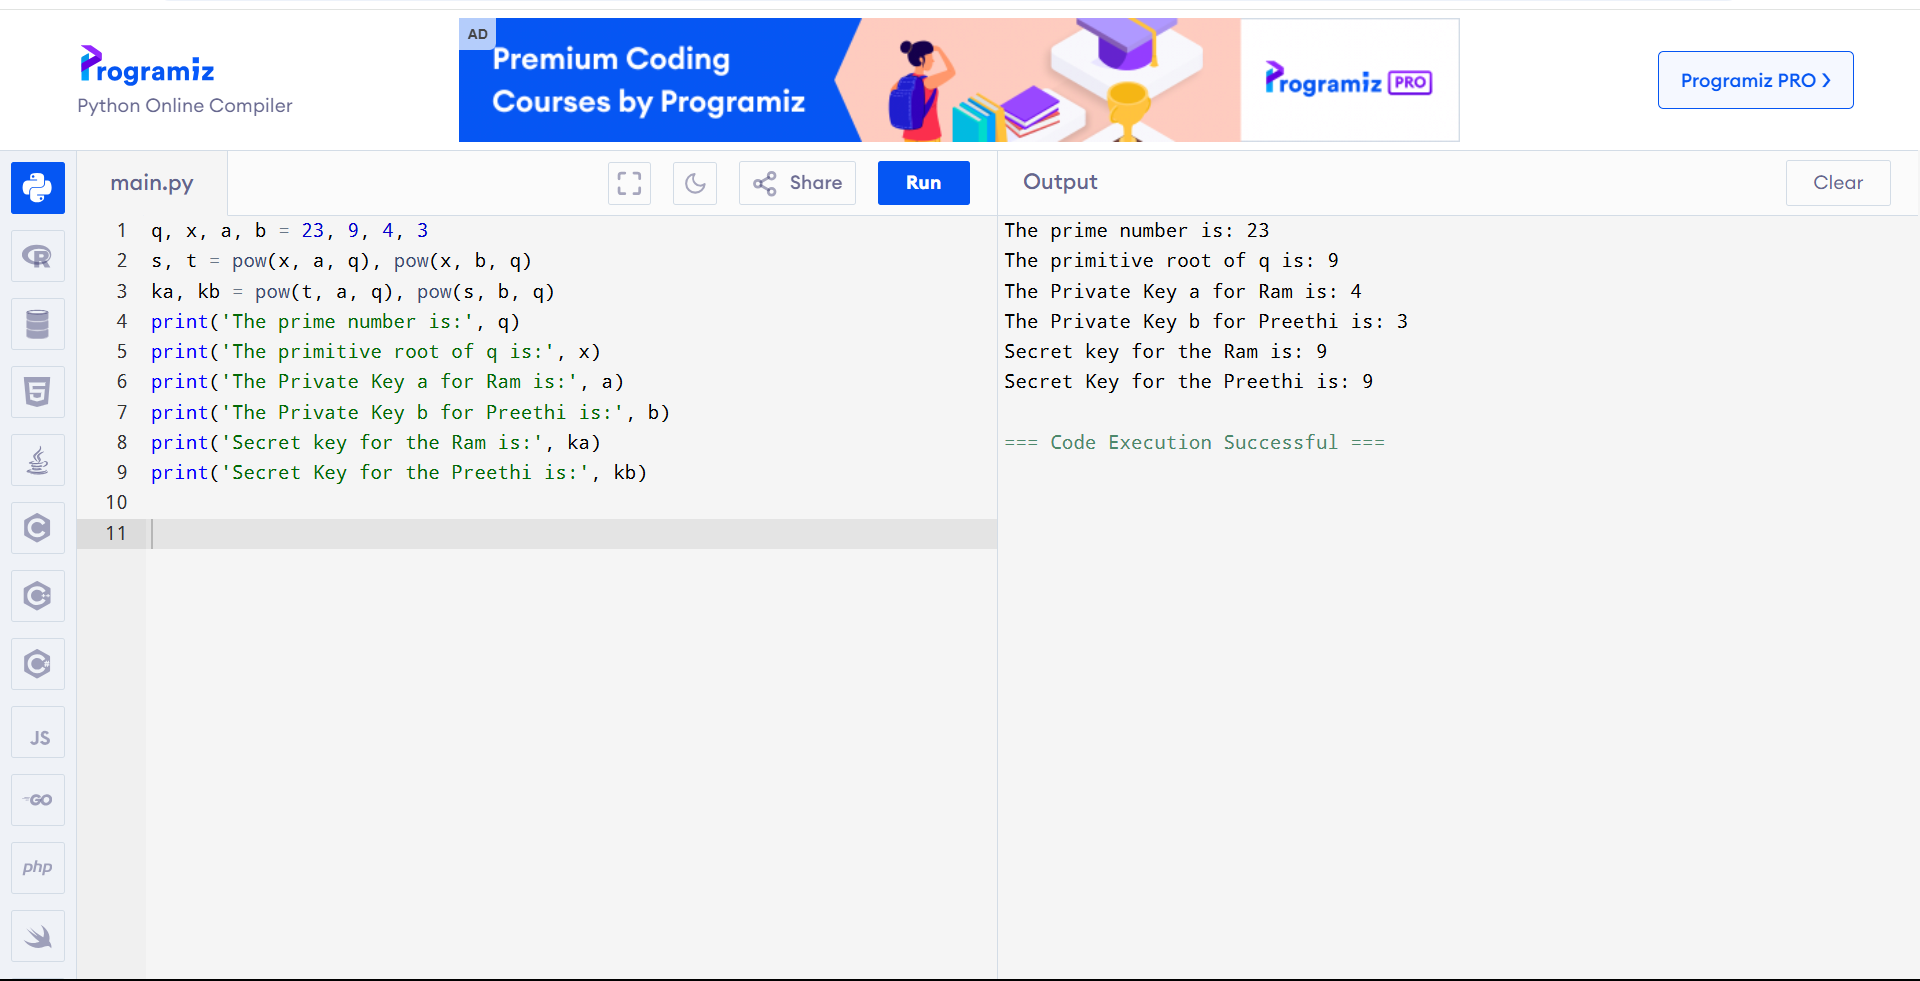 Programiz
Python Online Compiler
AD
Premium Coding
Courses by Programiz
Programiz PRO
Programiz PRO ❯
main.py
Share
Run
Output
Clear
1 q, x, a, b = 23, 9, 4, 3
2 s, t = pow(x, a, q), pow(x, b, q)
3 ka, kb = pow(t, a, q), pow(s, b, q)
4 print('The prime number is:', q)
5 print('The primitive root of q is:', x)
6 print('The Private Key a for Ram is:', a)
7 print('The Private Key b for Preethi is:', b)
8 print('Secret key for the Ram is:', ka)
9 print('Secret Key for the Preethi is:', kb)
10
11
The prime number is: 23
The primitive root of q is: 9
The Private Key a for Ram is: 4
The Private Key b for Preethi is: 3
Secret key for the Ram is: 9
Secret Key for the Preethi is: 9
=== Code Execution Successful ===
R
5
C
C++
C#
JS
GO
php